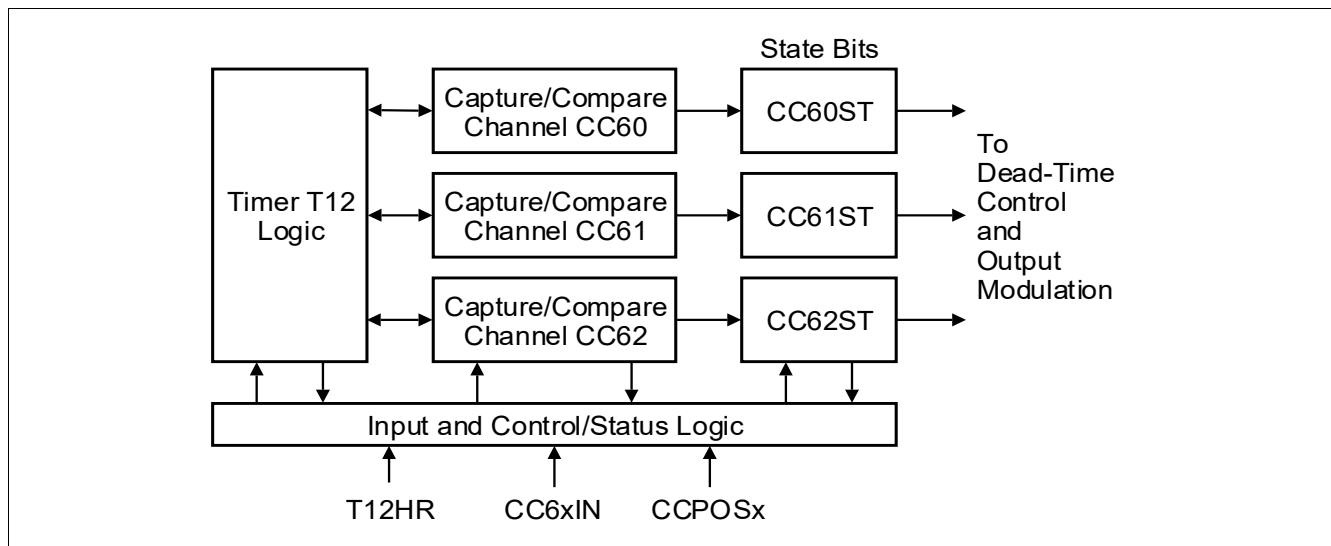 State Bits
Timer T12
Logic
Capture/Compare
Channel CC60
CC60ST
Capture/Compare
Channel CC61
CC61ST
Capture/Compare
Channel CC62
CC62ST
To
Dead-Time
Control
and
Output
Modulation
Input and Control/Status Logic
T12HR
CC6xIN
CCPOSx